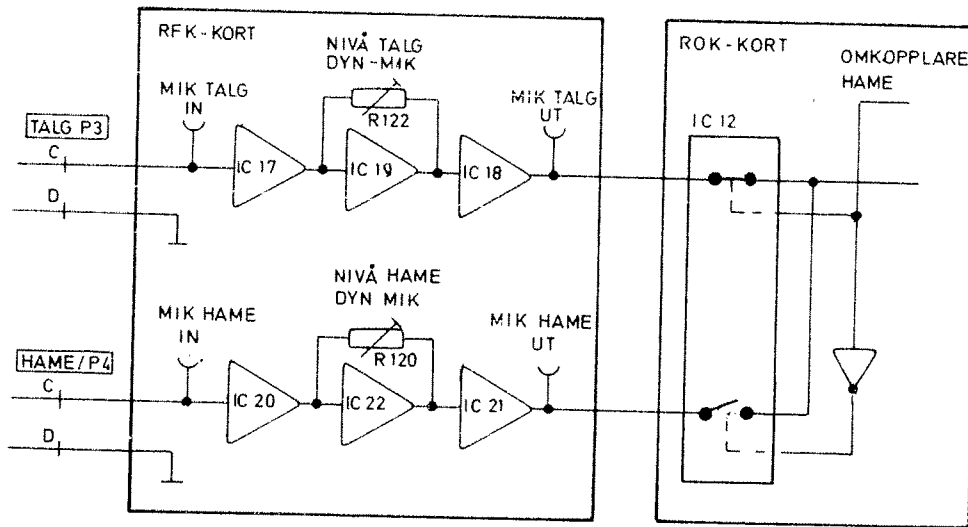 RFK-KORT
NIVÅ TALG
DYN-MIK
R122
MIK TALG
IN
MIK TALG
UT
TALG P3
C
D
IC 17
IC 19
IC 18
ROK-KORT
OMKOPPLARE
HAME
IC 12
NIVÅ HAME
DYN MIK
R120
MIK HAME
IN
MIK HAME
UT
HAME/P4
C
D
IC 20
IC 22
IC 21